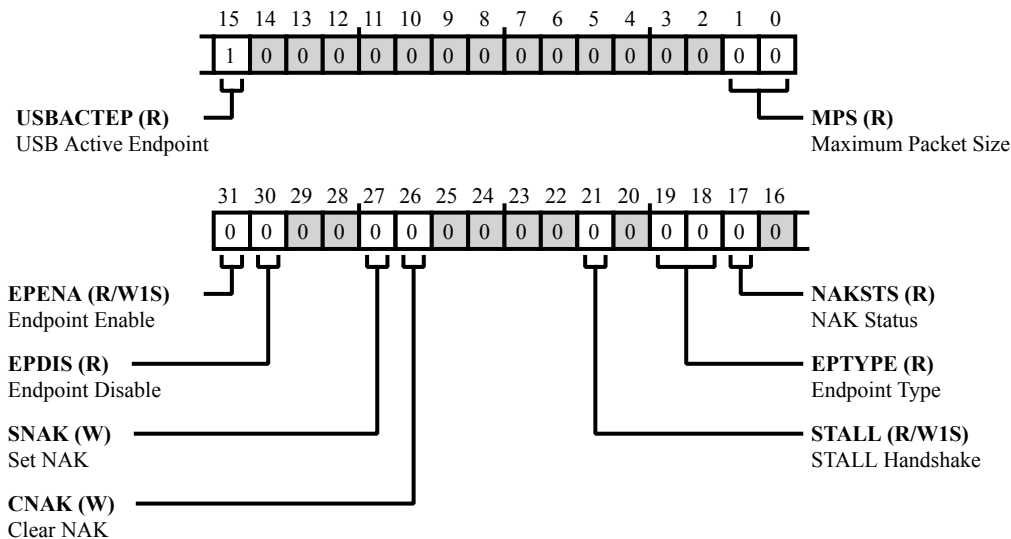 15 14 13 12 11 10 9 8 7 6 5 4 3 2 1 0
1 0 0 0 0 0 0 0 0 0 0 0 0 0 0 0
USBACTEP (R)
USB Active Endpoint
MPS (R)
Maximum Packet Size
31 30 29 28 27 26 25 24 23 22 21 20 19 18 17 16
0 0 0 0 0 0 0 0 0 0 0 0 0 0 0 0
EPENA (R/W1S)
Endpoint Enable
NAKSTS (R)
NAK Status
EPDIS (R)
Endpoint Disable
EPTYPE (R)
Endpoint Type
SNAK (W)
Set NAK
STALL (R/W1S)
STALL Handshake
CNAK (W)
Clear NAK